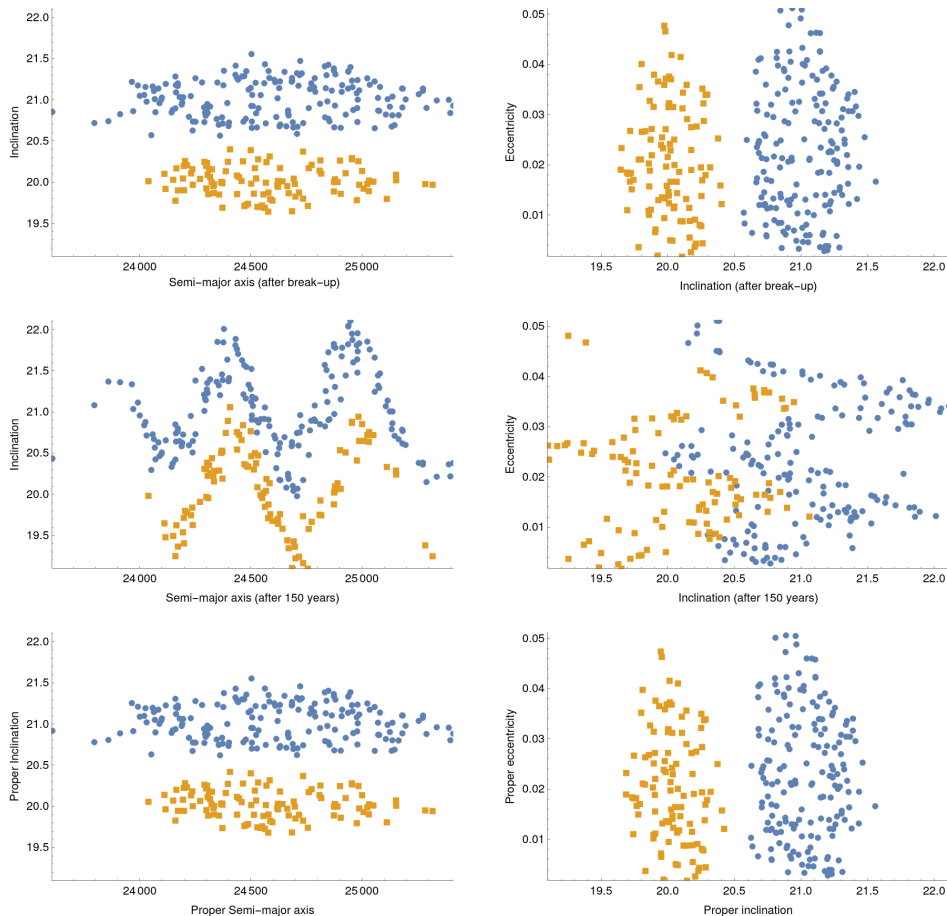 22.0
21.5
21.0
20.5
20.0
19.5
Inclination
24000 24500 25000
Semi-major axis (after break-up)
0.05
0.04
0.03
0.02
0.01
Eccentricity
19.5 20.0 20.5 21.0 21.5 22.0
Inclination (after break-up)
22.0
21.5
21.0
20.5
20.0
19.5
Inclination
24000 24500 25000
Semi-major axis (after 150 years)
0.05
0.04
0.03
0.02
0.01
Eccentricity
19.5 20.0 20.5 21.0 21.5 22.0
Inclination (after 150 years)
22.0
21.5
21.0
20.5
20.0
19.5
Proper Inclination
24000 24500 25000
Proper Semi-major axis
0.05
0.04
0.03
0.02
0.01
Proper eccentricity
19.5 20.0 20.5 21.0 21.5 22.0
Proper inclination